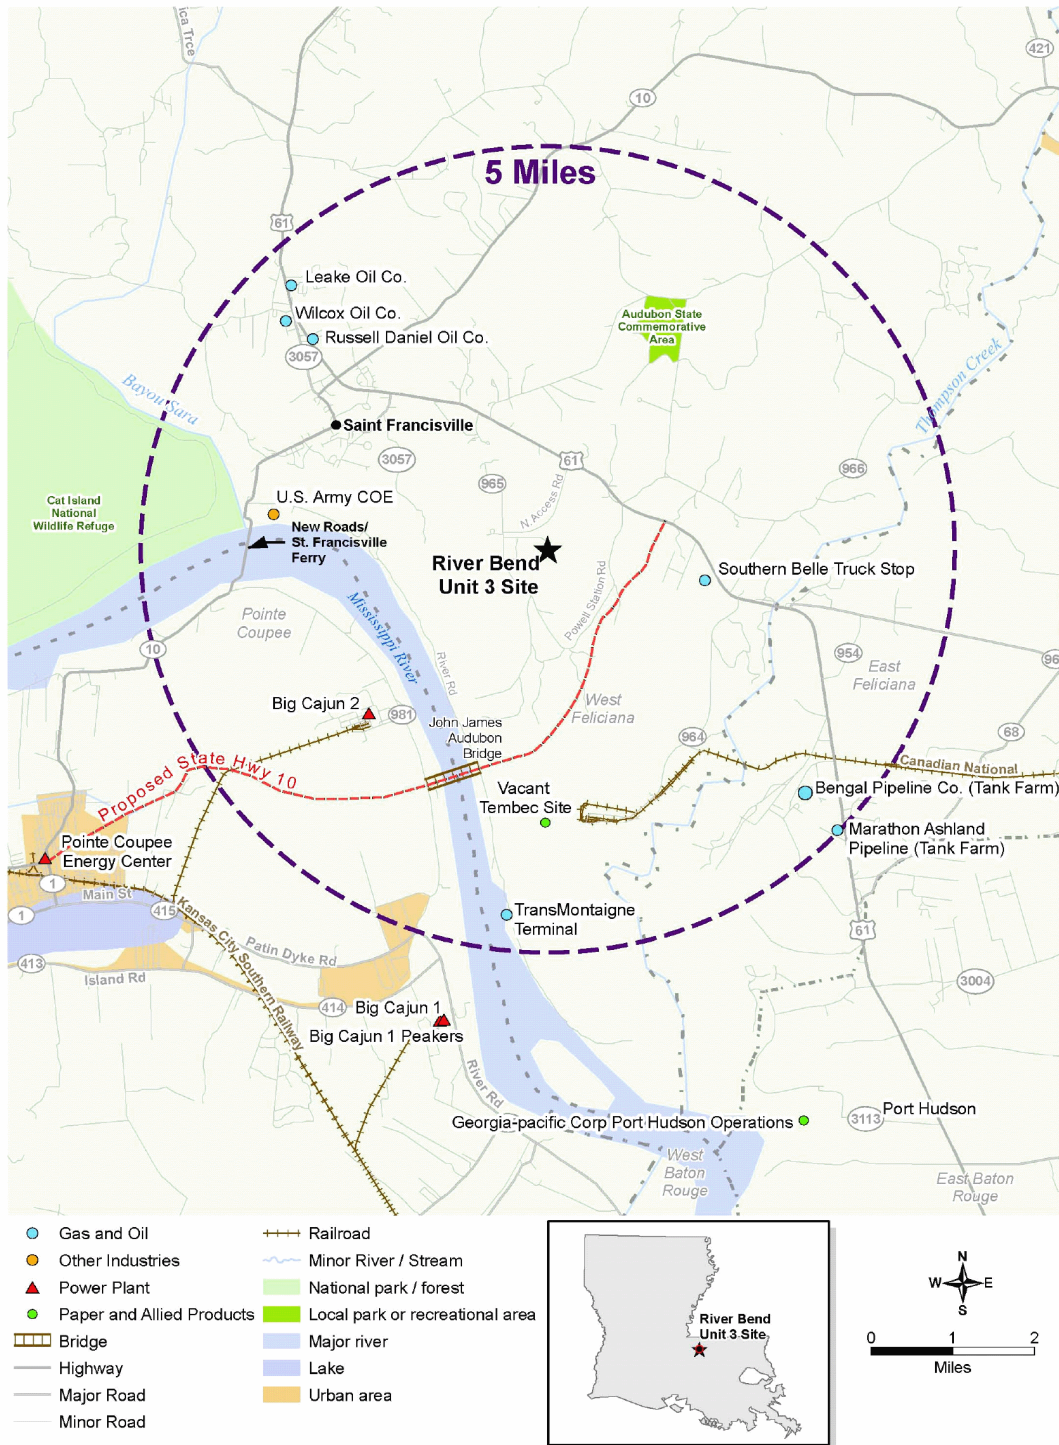 ica Trce
421
10
5 Miles
61
Leake Oil Co.
Wilcox Oil Co.
Russell Daniel Oil Co.
3057
Audubon State
Commemorative
Area
Thompson Creek
Bayou Sara
Saint Francisville
3057
61
966
965
N Access Rd
Cat Island
National
Wildlife Refuge
U.S. Army COE
New Roads/
St. Francisville
Ferry
River Bend
Unit 3 Site
Southern Belle Truck Stop
Powell Station Rd
Mississippi River
Pointe
Coupee
10
River Rd
954
96
East
Feliciana
Big Cajun 2
981
West
Feliciana
John James
Audubon
Bridge
964
68
Canadian National
Proposed State Hwy 10
Vacant
Tembec Site
Bengal Pipeline Co. (Tank Farm)
Marathon Ashland
Pipeline (Tank Farm)
Pointe Coupee
Energy Center
1
Main St
1
415
Kansas City Southern Railway
Patin Dyke Rd
TransMontaigne
Terminal
61
413
Island Rd
3004
414
Big Cajun 1
Big Cajun 1 Peakers
River Rd
Georgia-pacific Corp Port Hudson Operations
3113
Port Hudson
West
Baton
Rouge
East Baton
Rouge
Gas and Oil
Other Industries
Power Plant
Paper and Allied Products
Bridge
Highway
Major Road
Minor Road
Railroad
Minor River / Stream
National park / forest
Local park or recreational area
Major river
Lake
Urban area
River Bend
Unit 3 Site
N
W
E
S
0
1
2
Miles